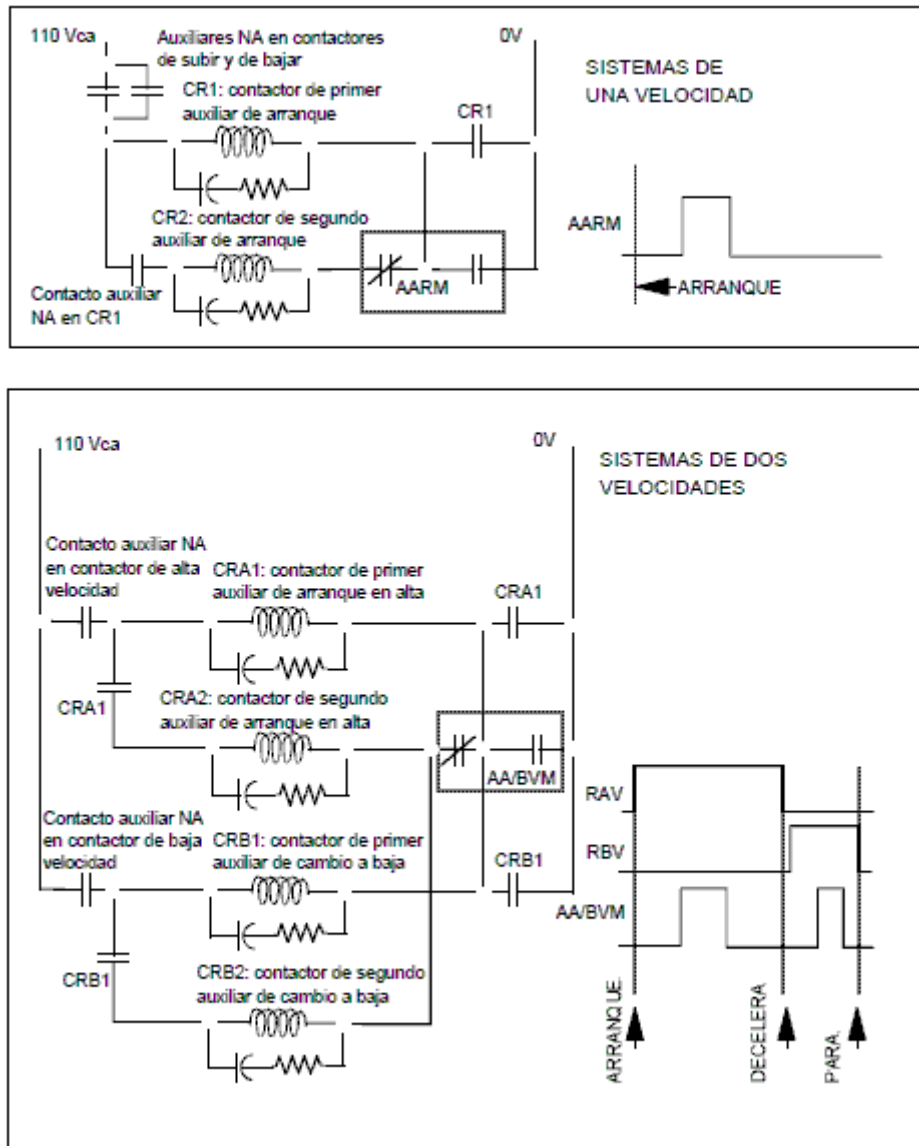 110 Vca
Auxiliares NA en contactores
de subir y de bajar
0V
SISTEMAS DE
UNA VELOCIDAD
CR1: contactor de primer
auxiliar de arranque
CR1
AARM
CR2: contactor de segundo
auxiliar de arranque
AARM
ARRANQUE
Contacto auxiliar
NA en CR1
110 Vca
0V
SISTEMAS DE DOS
VELOCIDADES
Contacto auxiliar NA
en contactor de alta
velocidad
CRA1: contactor de primer
auxiliar de arranque en alta
CRA1
CRA1
CRA2: contactor de segundo
auxiliar de arranque en alta
AA/BVM
RAV
Contacto auxiliar NA
en contactor de baja
velocidad
CRB1: contactor de primer
auxiliar de cambio a baja
CRB1
RBV
AA/BVM
CRB1
CRB2: contactor de segundo
auxiliar de cambio a baja
ARRANQUE.
DECELERA
PARA.